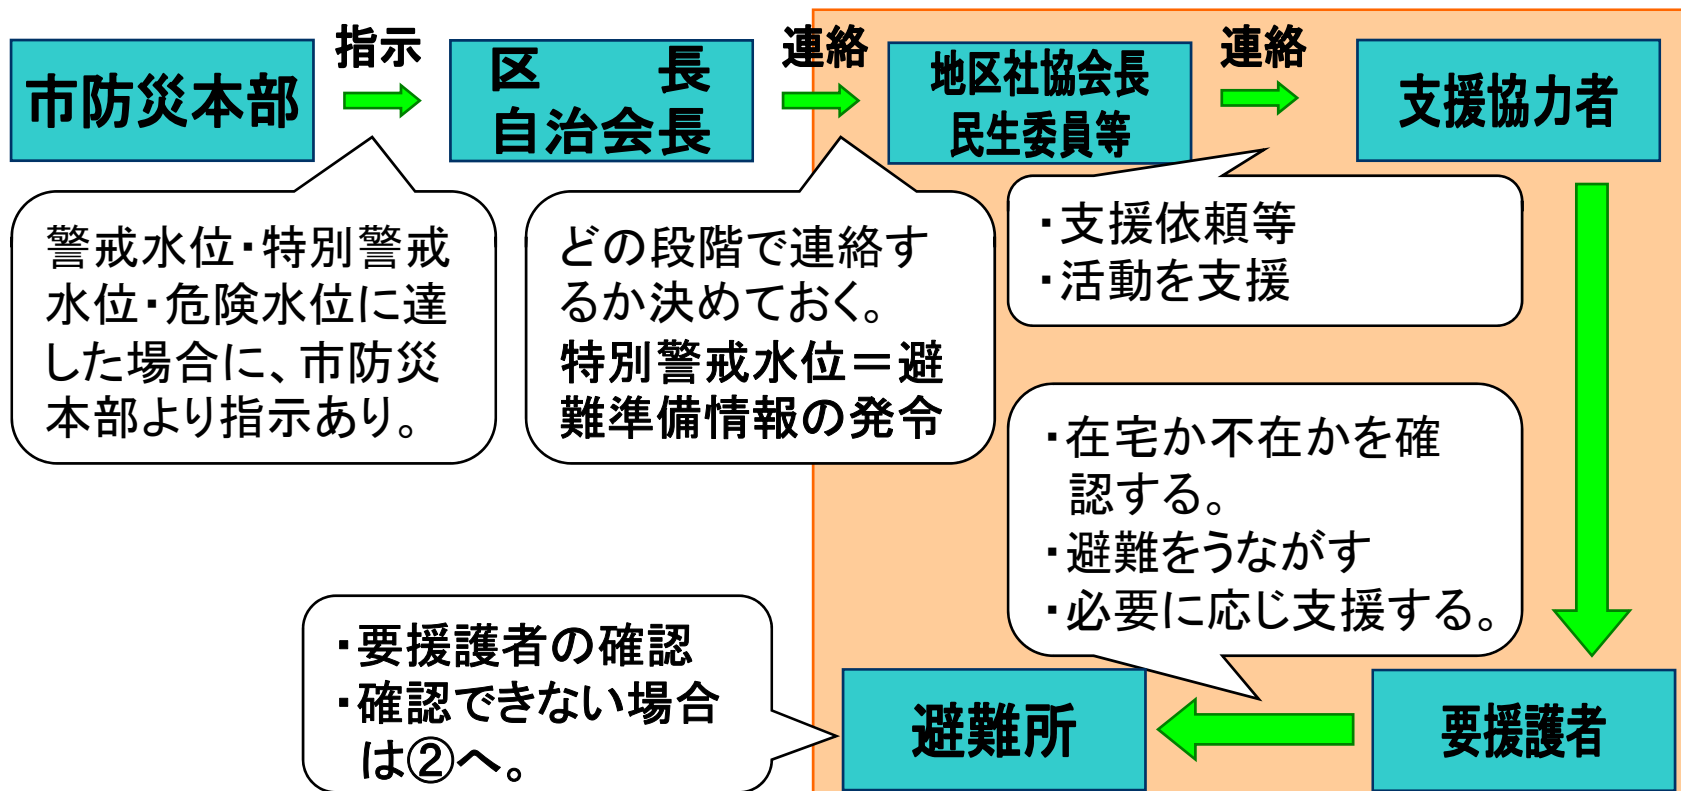 指示
連絡
連絡
市防災本部
区　　長
自治会長
地区社協会長
民生委員等
支援協力者
警戒水位・特別警戒
水位・危険水位に達
した場合に、市防災
本部より指示あり。
どの段階で連絡す
るか決めておく。
特別警戒水位＝避
難準備情報の発令
・支援依頼等
・活動を支援
・在宅か不在かを確
認する。
・避難をうながす
・必要に応じ支援する。
・要援護者の確認
・確認できない場合
は②へ。
避難所
要援護者